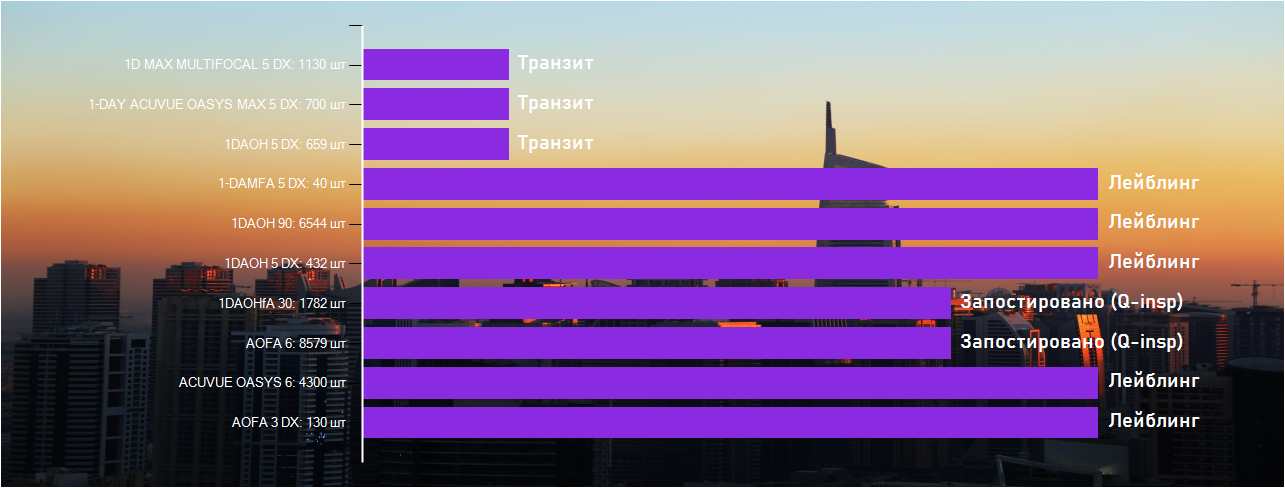 1D MAX MULTIFOCAL 5 DX: 1130 шт Транзит
1-DAY ACUVUE OASYS MAX 5 DX: 700 шт Транзит
1DAOH 5 DX: 659 шт Транзит
1-DAMFA 5 DX: 40 шт Лейблинг
1DAOH 90: 6544 шт Лейблинг
1DAOH 5 DX: 432 шт Лейблинг
1DAOHfA 30: 1782 шт Запостировано (Q-insp)
AOFA 6: 8579 шт Запостировано (Q-insp)
ACUVUE OASYS 6: 4300 шт Лейблинг
AOFA 3 DX: 130 шт Лейблинг